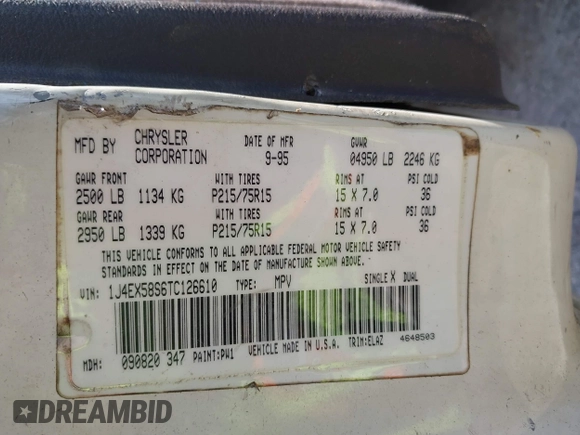 MFD BY CHRYSLER CORPORATION DATE OF MFR 9-95 GVWR 04950 LB 2246 KG
GAWR FRONT WITH TIRES RIMS AT PSI COLD
2500 LB 1134 KG P215/75R15 15 X 7.0 36
GAWR REAR WITH TIRES RIMS AT PSI COLD
2950 LB 1339 KG P215/75R15 15 X 7.0 36
THIS VEHICLE CONFORMS TO ALL APPLICABLE FEDERAL MOTOR VEHICLE SAFETY
STANDARDS IN EFFECT ON THE DATE OF MANUFACTURE SHOWN ABOVE.
VIN: 1J4EX58S6TC126610 TYPE: MPV SINGLE X DUAL
MDH: 090820 347 PAINT:PW1 VEHICLE MADE IN U.S.A. TRIM:ELAZ 4648503
DREAMBID